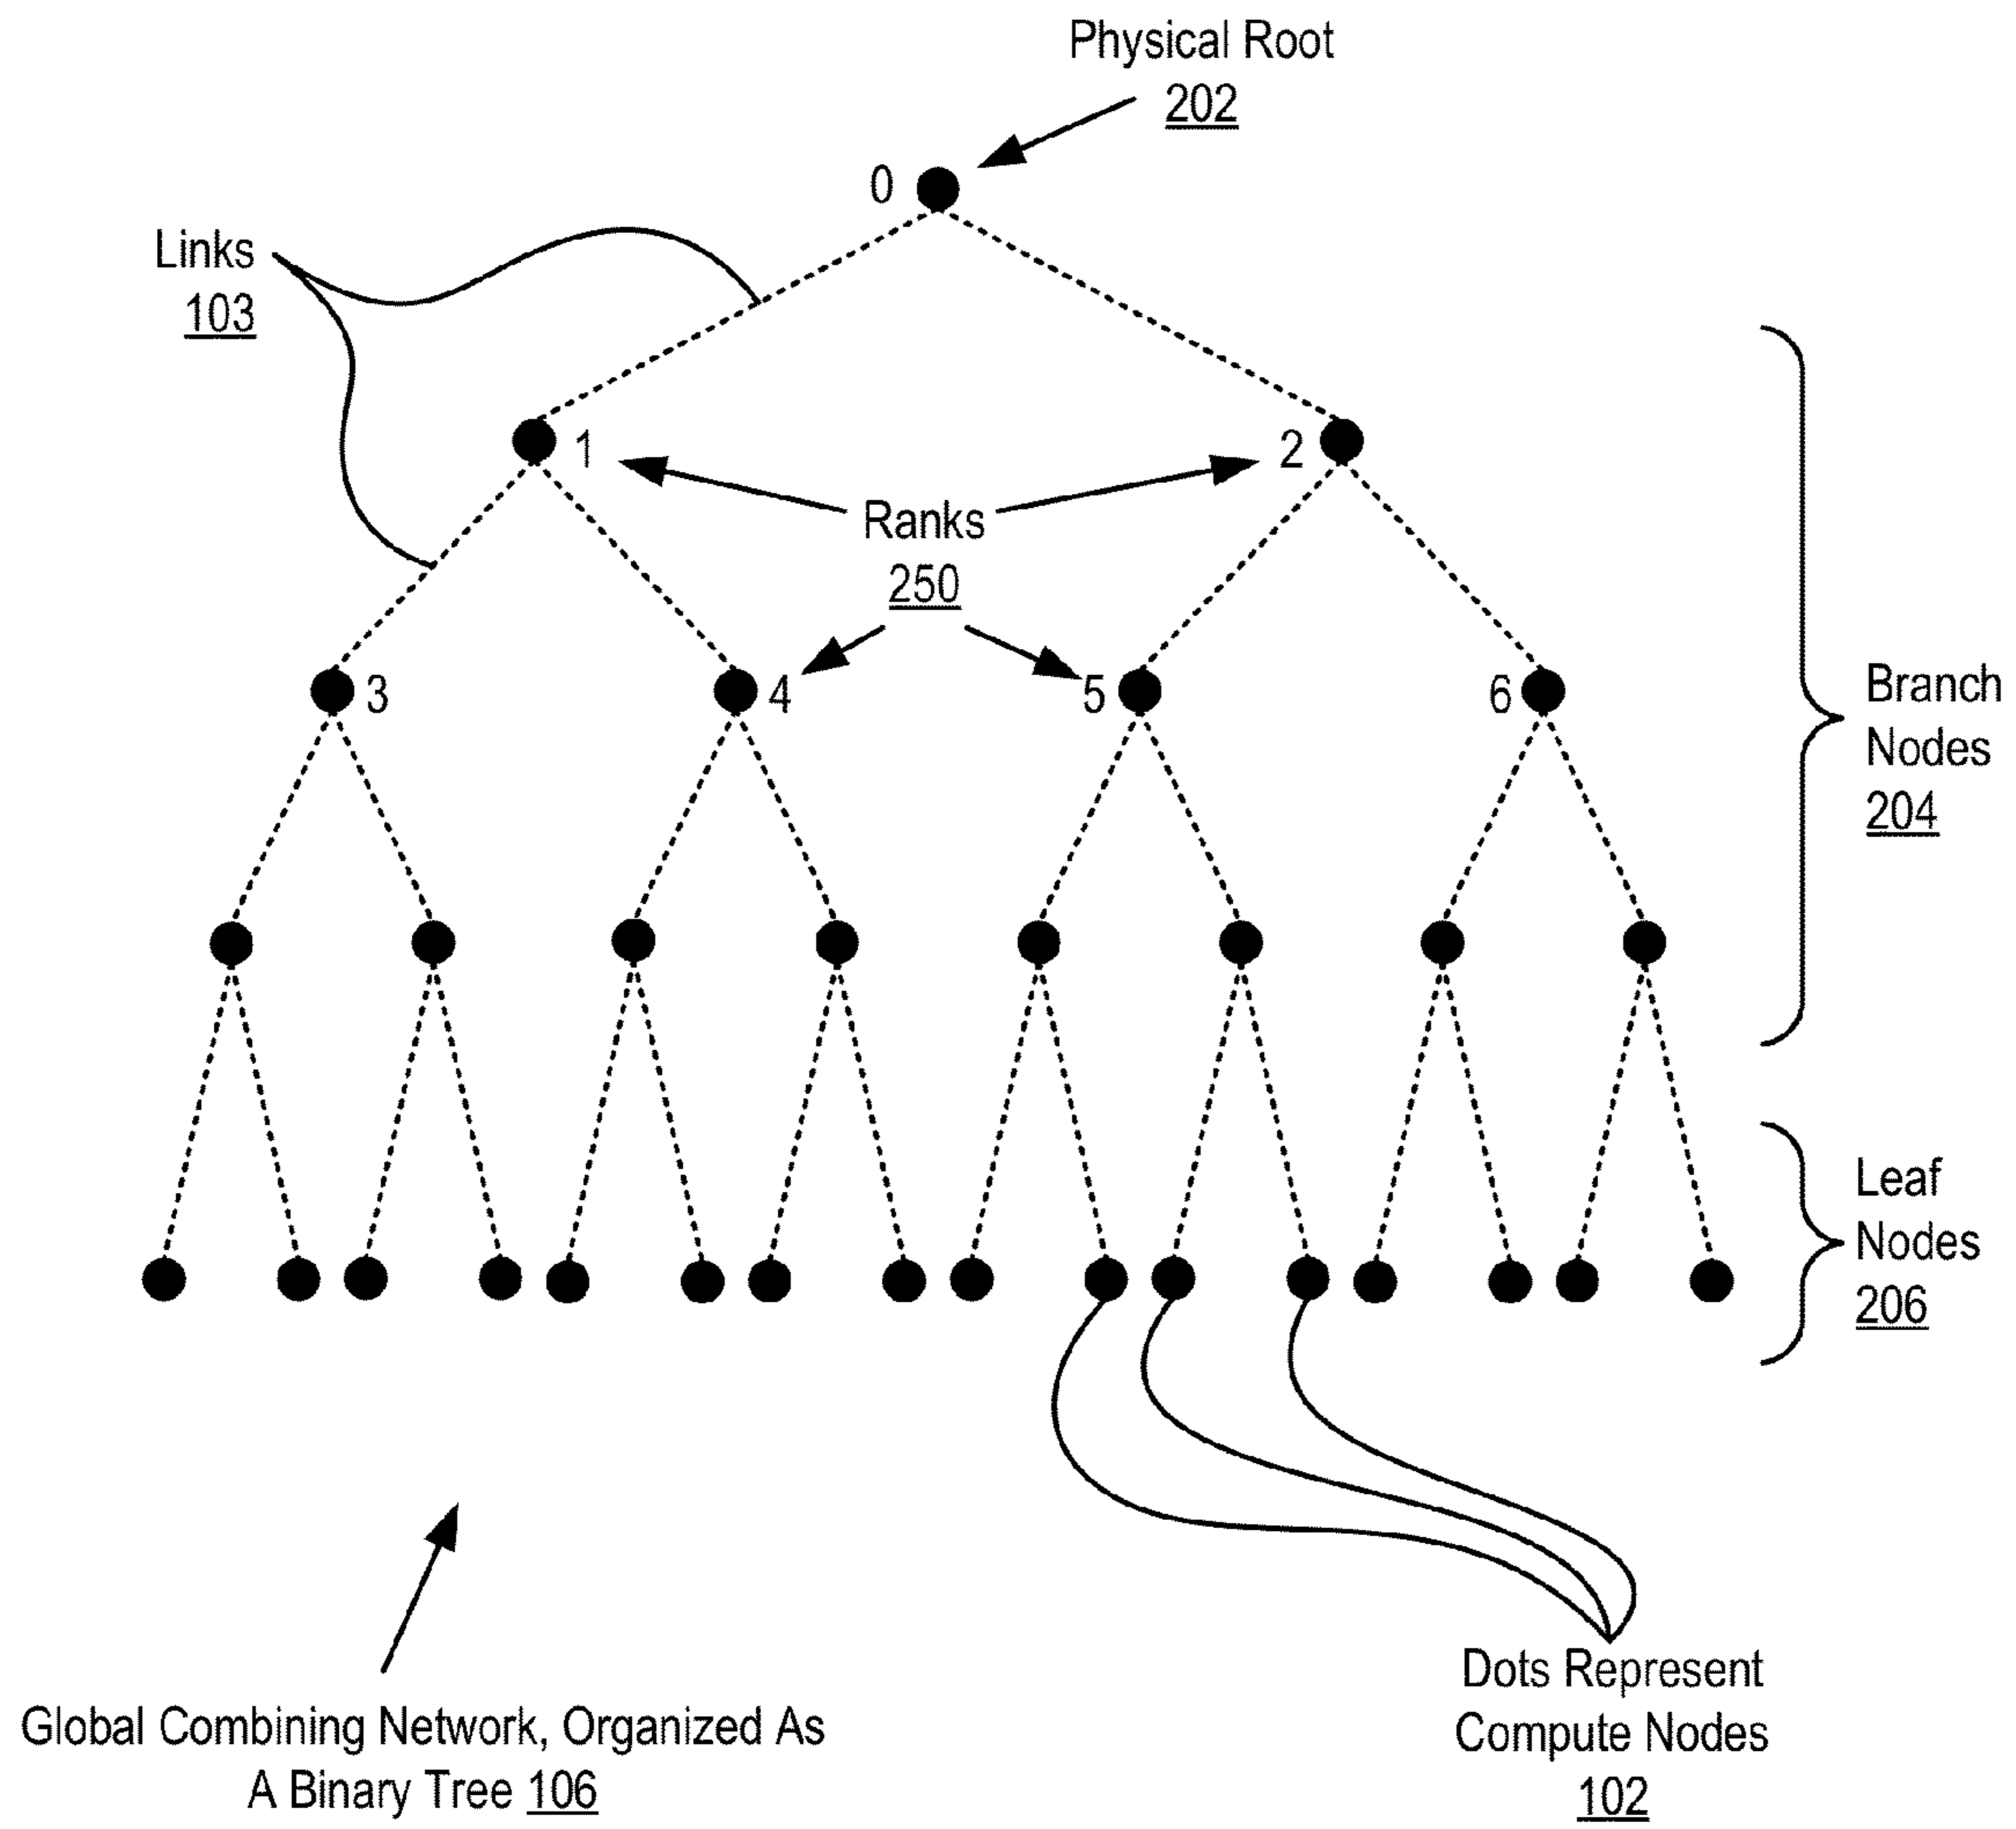 Physical Root
202
0
Links
103
1
2
Ranks
250
3
4
5
6
Branch
Nodes
204
Leaf
Nodes
206
Dots Represent
Compute Nodes
102
Global Combining Network, Organized As
A Binary Tree 106